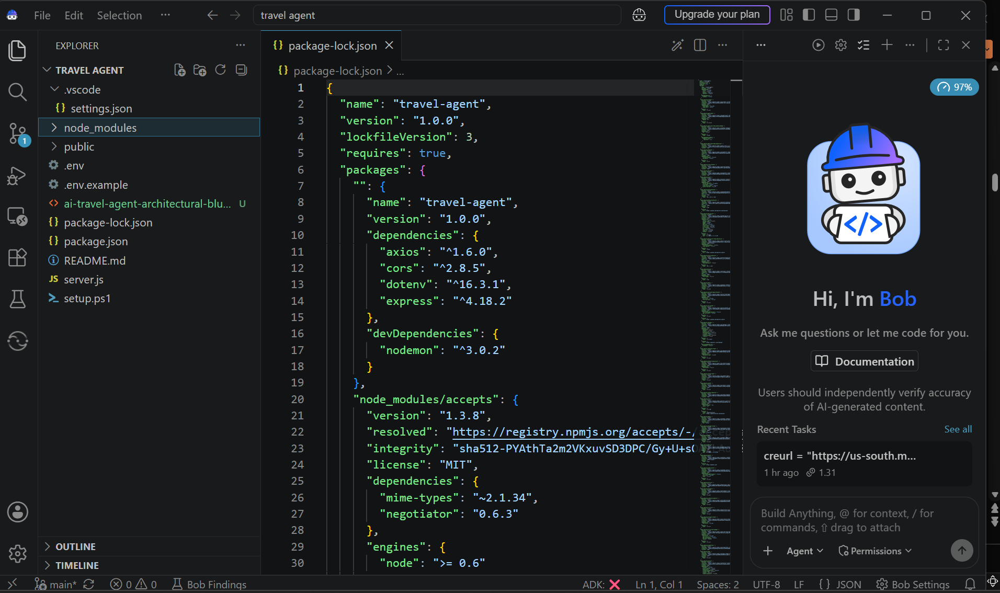 File Edit Selection ···
travel agent
Upgrade your plan
EXPLORER
TRAVEL AGENT
.vscode
{} settings.json
node_modules
public
.env
.env.example
<> ai-travel-agent-architectural-blu... U
{} package-lock.json
{} package.json
README.md
JS server.js
setup.ps1
OUTLINE
TIMELINE
1
{} package-lock.json
{} package-lock.json > ...
1 {
2 "name": "travel-agent",
3 "version": "1.0.0",
4 "lockfileVersion": 3,
5 "requires": true,
6 "packages": {
7 "": {
8 "name": "travel-agent",
9 "version": "1.0.0",
10 "dependencies": {
11 "axios": "^1.6.0",
12 "cors": "^2.8.5",
13 "dotenv": "^16.3.1",
14 "express": "^4.18.2"
15 },
16 "devDependencies": {
17 "nodemon": "^3.0.2"
18 }
19 },
20 "node_modules/accepts": {
21 "version": "1.3.8",
22 "resolved": "https://registry.npmjs.org/accepts/-/
23 "integrity": "sha512-PYAthTa2m2VKxuvSD3DPC/Gy+U+s
24 "license": "MIT",
25 "dependencies": {
26 "mime-types": "~2.1.34",
27 "negotiator": "0.6.3"
28 },
29 "engines": {
30 "node": ">= 0.6"
97%
</>
Hi, I'm Bob
Ask me questions or let me code for you.
Documentation
Users should independently verify accuracy
of AI-generated content.
Recent Tasks See all
creurl = "https://us-south.m...
1 hr ago 1.31
Build Anything, @ for context, / for
commands, ⇧ drag to attach
Agent Permissions
main* 0 0 Bob Findings
ADK: ❌ Ln 1, Col 1 Spaces: 2 UTF-8 LF {} JSON Bob Settings